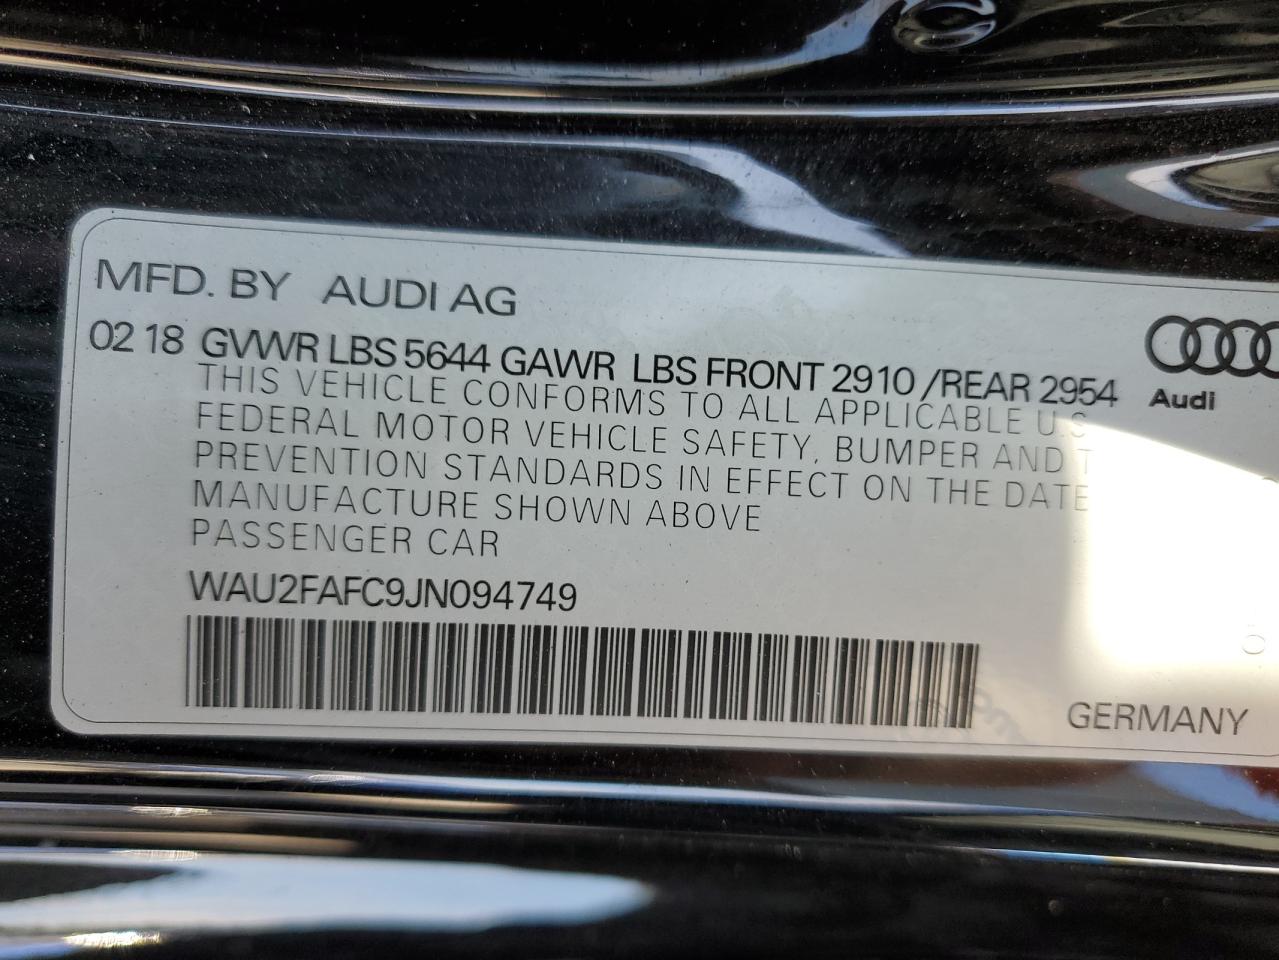 MFD. BY AUDI AG
02 18 GVWR LBS 5644 GAWR LBS FRONT 2910 /REAR 2954
Audi
THIS VEHICLE CONFORMS TO ALL APPLICABLE U.S
FEDERAL MOTOR VEHICLE SAFETY, BUMPER AND T
PREVENTION STANDARDS IN EFFECT ON THE DATE
MANUFACTURE SHOWN ABOVE
PASSENGER CAR
WAU2FAFC9JN094749
GERMANY